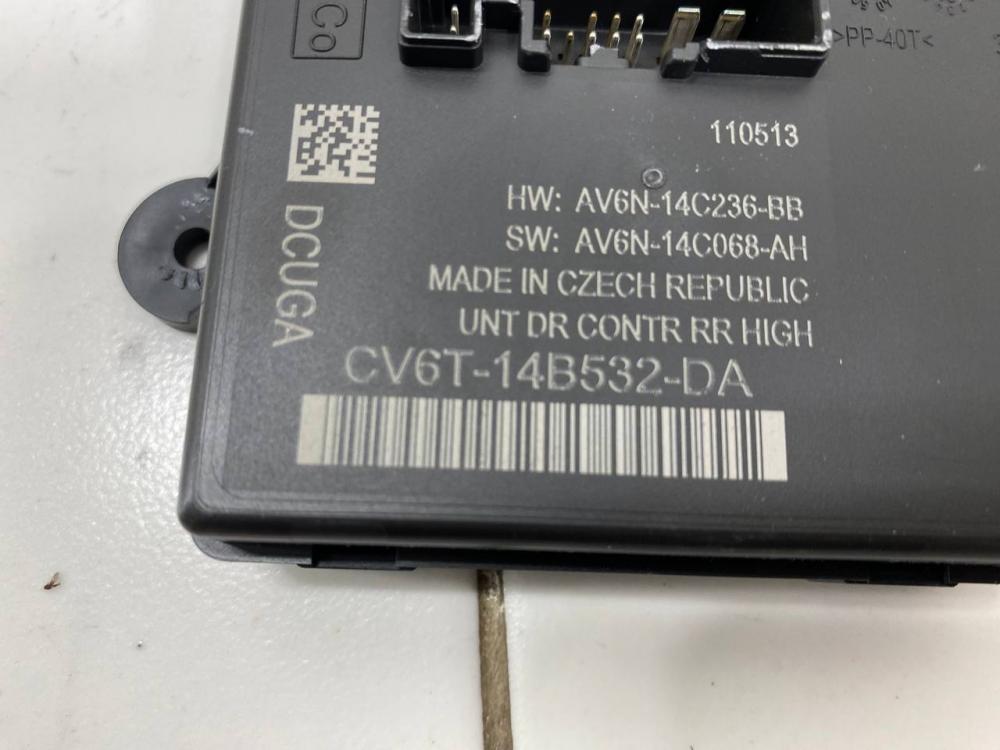 Co
>PP-40T<
110513
HW: AV6N-14C236-BB
SW: AV6N-14C068-AH
MADE IN CZECH REPUBLIC
UNT DR CONTR RR HIGH
DCUGA
CV6T-14B532-DA